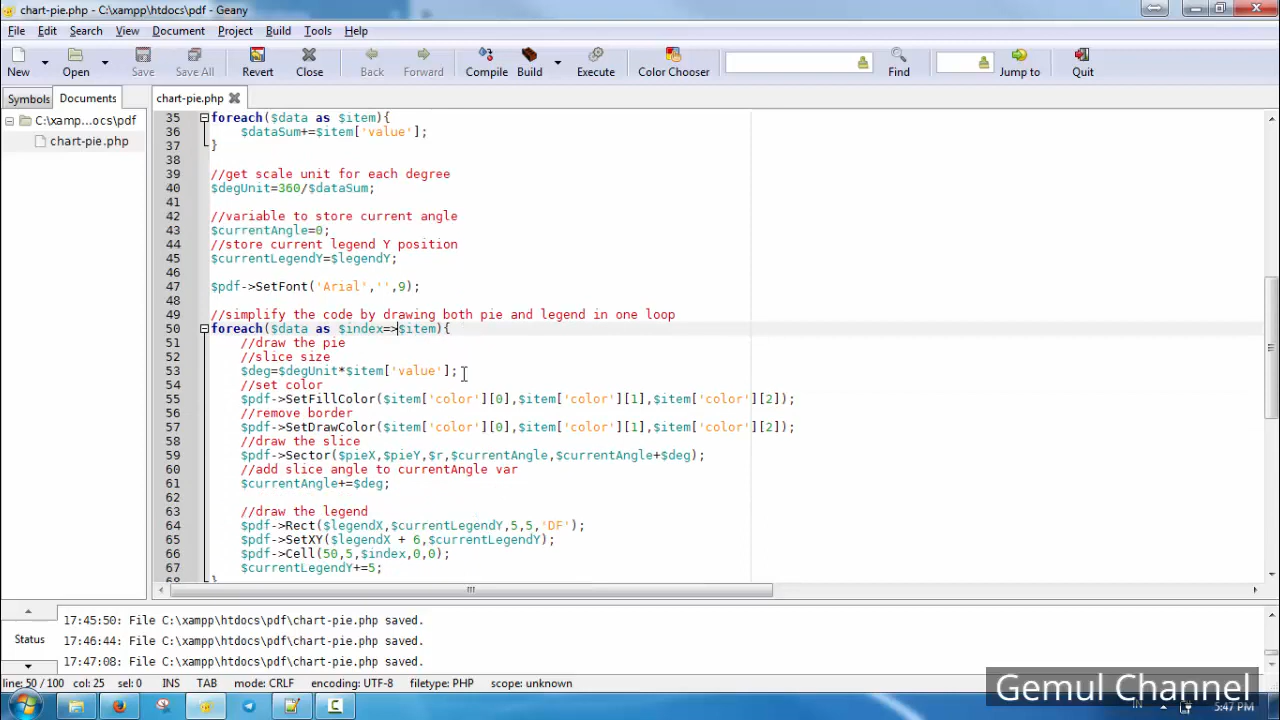 chart-pie.php - C:\xampp\htdocs\pdf - Geany
File Edit Search View Document Project Build Tools Help
New Open Save Save All Revert Close Back Forward Compile Build Execute Color Chooser Find Jump to Quit
Symbols Documents chart-pie.php
C:\xamp...ocs\pdf
chart-pie.php
35 foreach($data as $item){
36 $dataSum+=$item['value'];
37 }
38
39 //get scale unit for each degree
40 $degUnit=360/$dataSum;
41
42 //variable to store current angle
43 $currentAngle=0;
44 //store current legend Y position
45 $currentLegendY=$legendY;
46
47 $pdf->SetFont('Arial','',9);
48
49 //simplify the code by drawing both pie and legend in one loop
50 foreach($data as $index=>$item){
51 //draw the pie
52 //slice size
53 $deg=$degUnit*$item['value'];
54 //set color
55 $pdf->SetFillColor($item['color'][0],$item['color'][1],$item['color'][2]);
56 //remove border
57 $pdf->SetDrawColor($item['color'][0],$item['color'][1],$item['color'][2]);
58 //draw the slice
59 $pdf->Sector($pieX,$pieY,$r,$currentAngle,$currentAngle+$deg);
60 //add slice angle to currentAngle var
61 $currentAngle+=$deg;
62
63 //draw the legend
64 $pdf->Rect($legendX,$currentLegendY,5,5,'DF');
65 $pdf->SetXY($legendX + 6,$currentLegendY);
66 $pdf->Cell(50,5,$index,0,0);
67 $currentLegendY+=5;
68 }
Status
17:45:50: File C:\xampp\htdocs\pdf\chart-pie.php saved.
17:46:44: File C:\xampp\htdocs\pdf\chart-pie.php saved.
17:47:08: File C:\xampp\htdocs\pdf\chart-pie.php saved.
line: 50 / 100 col: 25 sel: 0 INS TAB mode: CRLF encoding: UTF-8 filetype: PHP scope: unknown
Gemul Channel
IN 5:47 PM